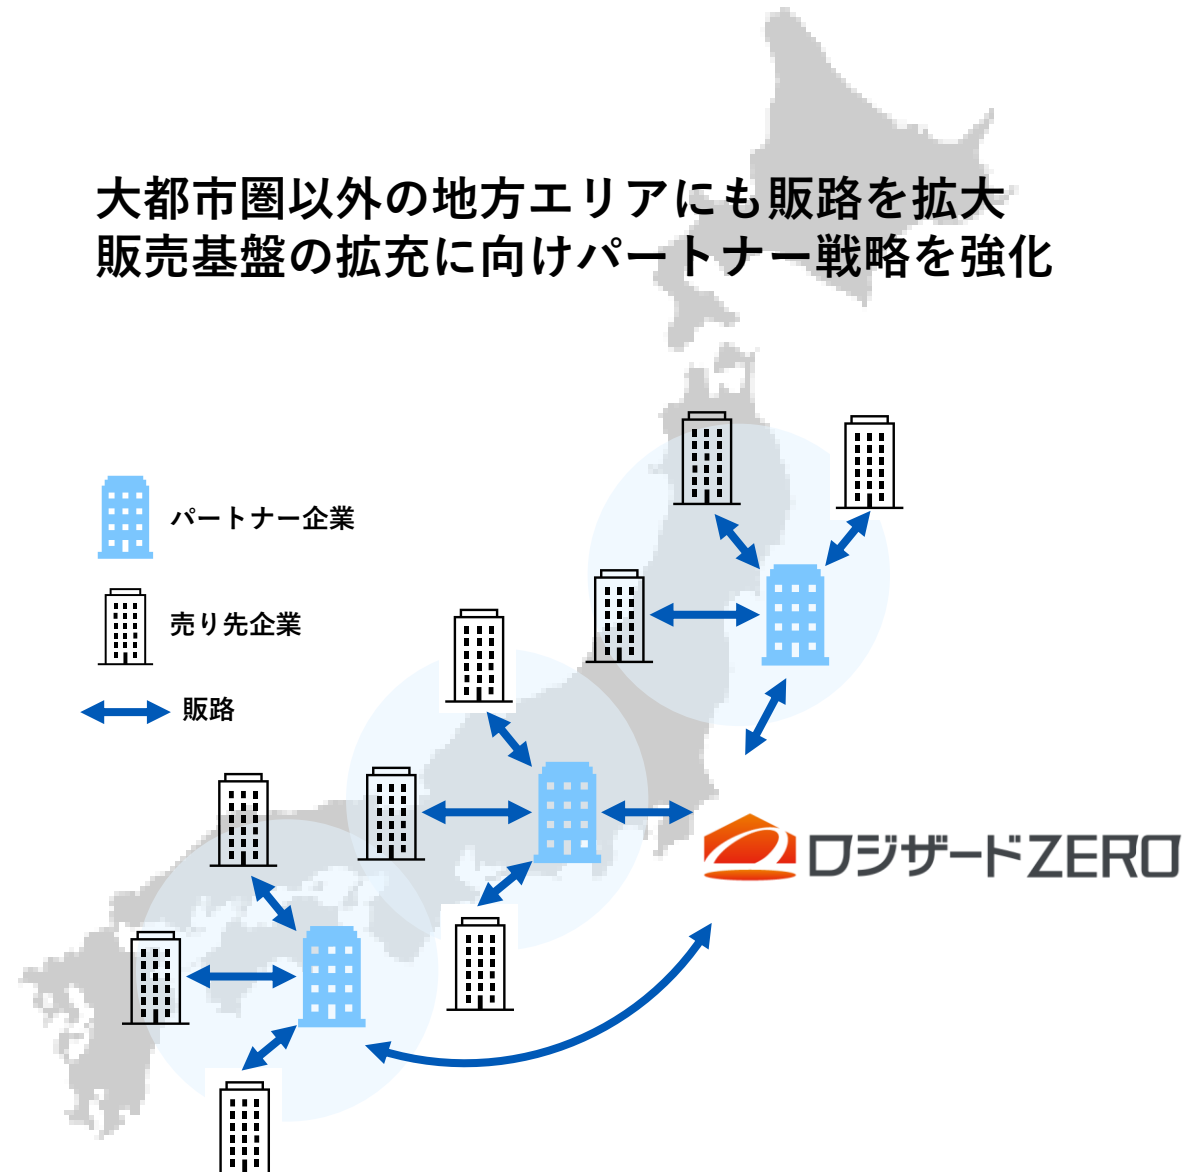 大都市圏以外の地方エリアにも販路を拡大
販売基盤の拡充に向けパートナー戦略を強化
パートナー企業
売り先企業
販路
ロジザードZERO